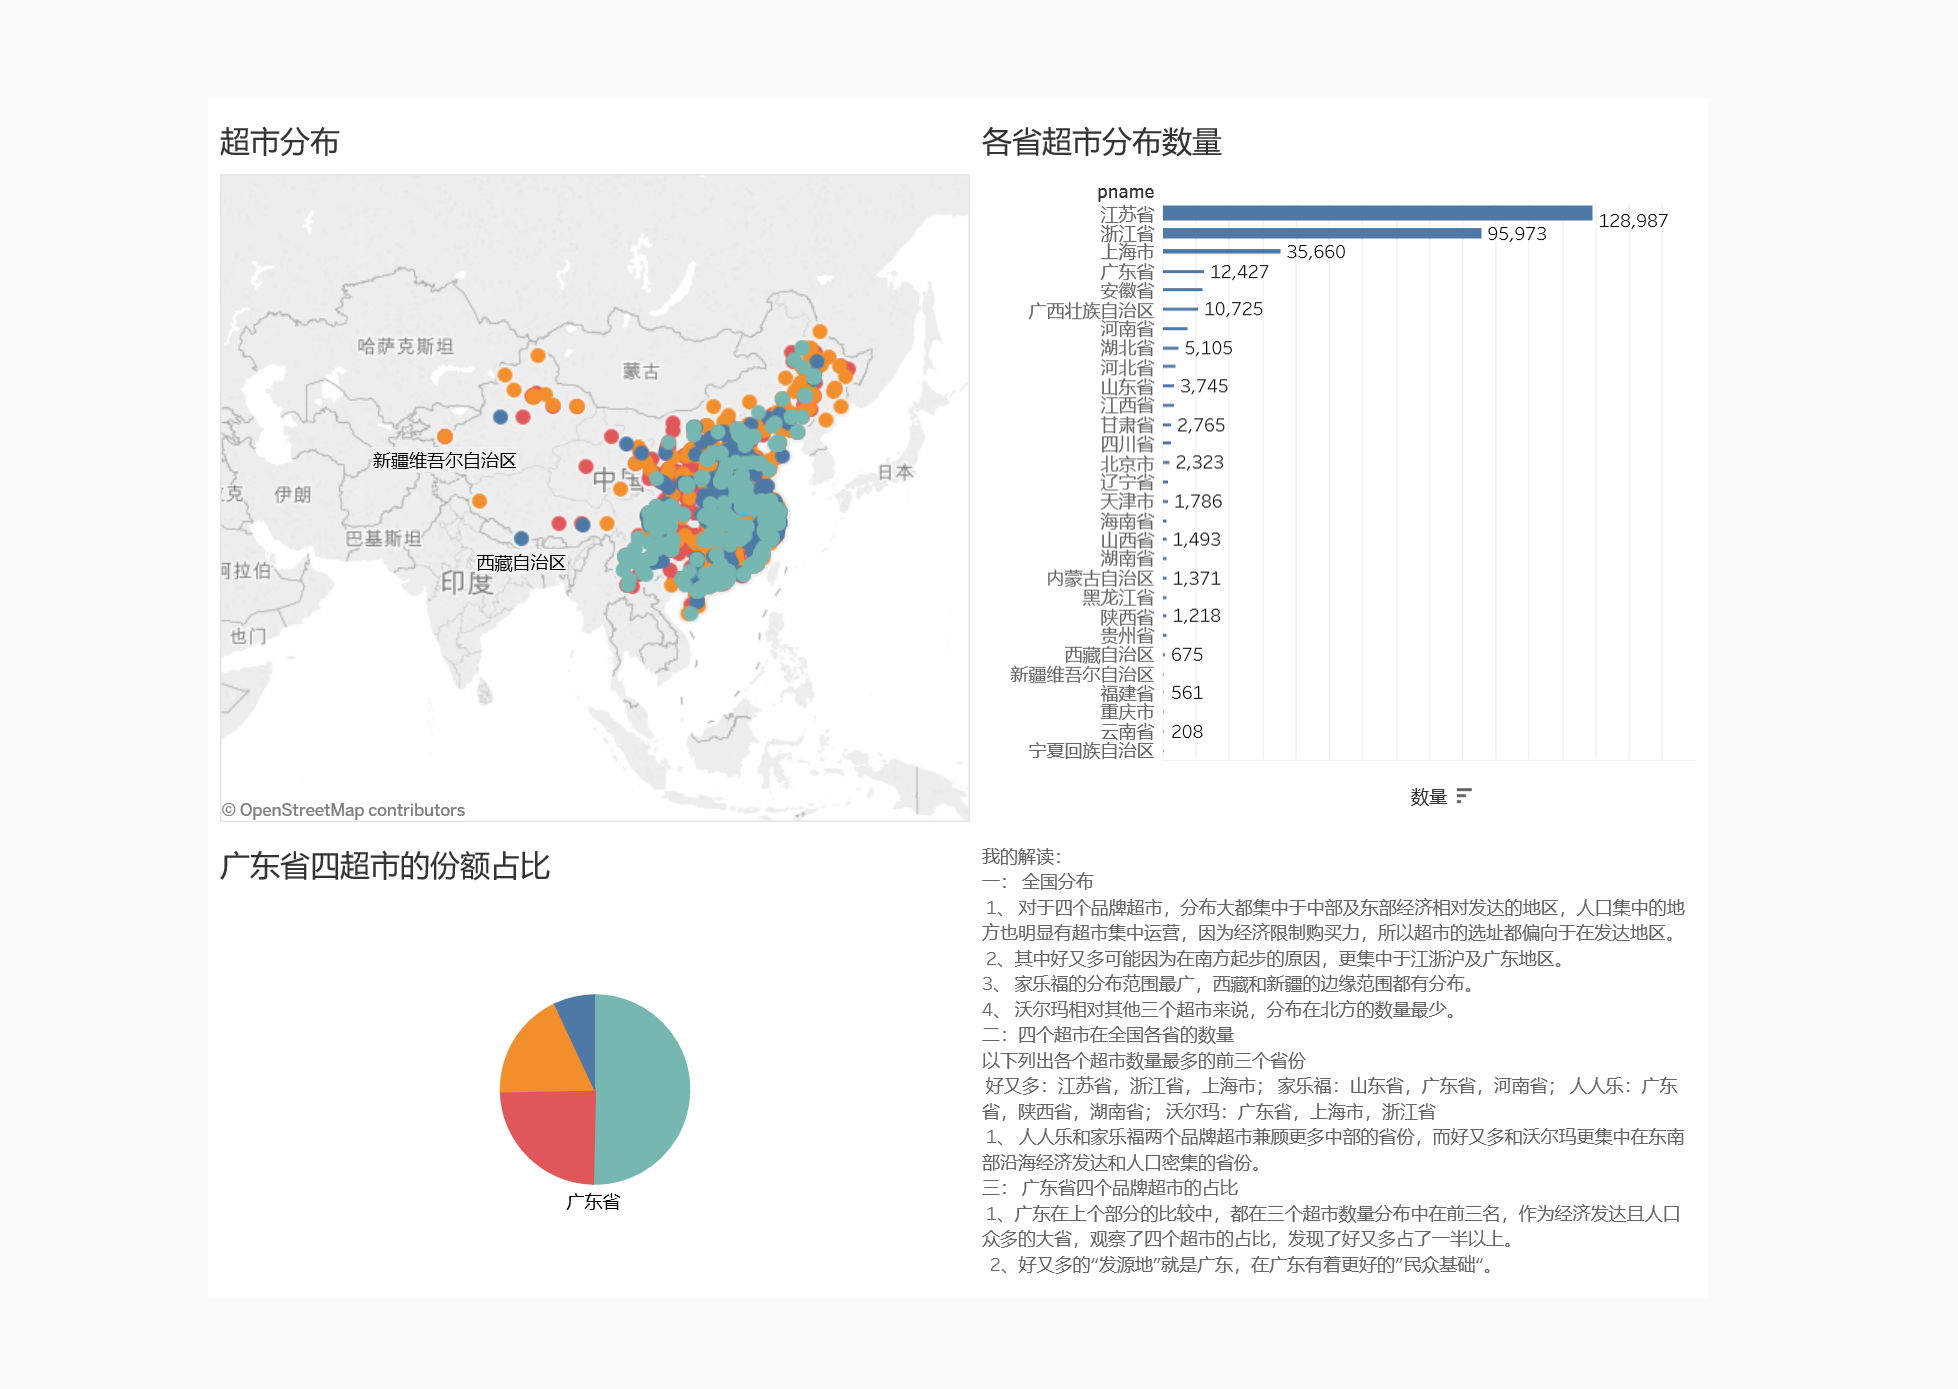 超市分布
哈萨克斯坦
蒙古
新疆维吾尔自治区
中国
日本
克
伊朗
巴基斯坦
西藏自治区
阿拉伯
印度
也门
© OpenStreetMap contributors
各省超市分布数量
pname
江苏省 128,987
浙江省 95,973
上海市 35,660
广东省 12,427
安徽省
广西壮族自治区 10,725
河南省
湖北省 5,105
河北省
山东省 3,745
江西省
甘肃省 2,765
四川省
北京市 2,323
辽宁省
天津市 1,786
海南省
山西省 1,493
湖南省
内蒙古自治区 1,371
黑龙江省
陕西省 1,218
贵州省
西藏自治区 675
新疆维吾尔自治区
福建省 561
重庆市
云南省 208
宁夏回族自治区
数量
广东省四超市的份额占比
广东省
我的解读：
一： 全国分布
1、 对于四个品牌超市，分布大都集中于中部及东部经济相对发达的地区，人口集中的地
方也明显有超市集中运营，因为经济限制购买力，所以超市的选址都偏向于在发达地区。
2、其中好又多可能因为在南方起步的原因，更集中于江浙沪及广东地区。
3、 家乐福的分布范围最广，西藏和新疆的边缘范围都有分布。
4、 沃尔玛相对其他三个超市来说，分布在北方的数量最少。
二：四个超市在全国各省的数量
以下列出各个超市数量最多的前三个省份
好又多：江苏省，浙江省，上海市； 家乐福：山东省，广东省，河南省； 人人乐：广东
省，陕西省，湖南省； 沃尔玛：广东省，上海市，浙江省
1、 人人乐和家乐福两个品牌超市兼顾更多中部的省份，而好又多和沃尔玛更集中在东南
部沿海经济发达和人口密集的省份。
三： 广东省四个品牌超市的占比
1、广东在上个部分的比较中，都在三个超市数量分布中在前三名，作为经济发达且人口
众多的大省，观察了四个超市的占比，发现了好又多占了一半以上。
2、好又多的“发源地”就是广东，在广东有着更好的”民众基础“。